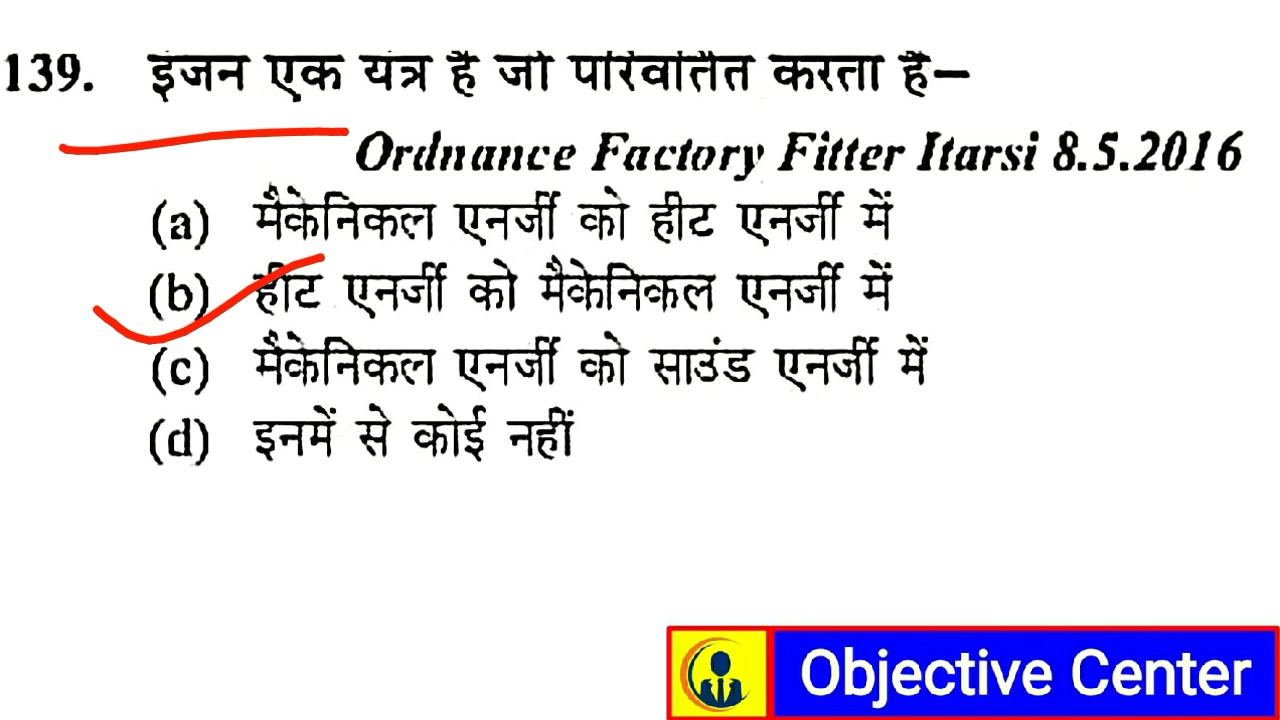 139. इंजन एक यंत्र है जो परिवर्तित करता है–
Ordnance Factory Fitter Itarsi 8.5.2016
(a) मैकेनिकल एनर्जी को हीट एनर्जी में
(b) हीट एनर्जी को मैकेनिकल एनर्जी में
(c) मैकेनिकल एनर्जी को साउंड एनर्जी में
(d) इनमें से कोई नहीं
Objective Center